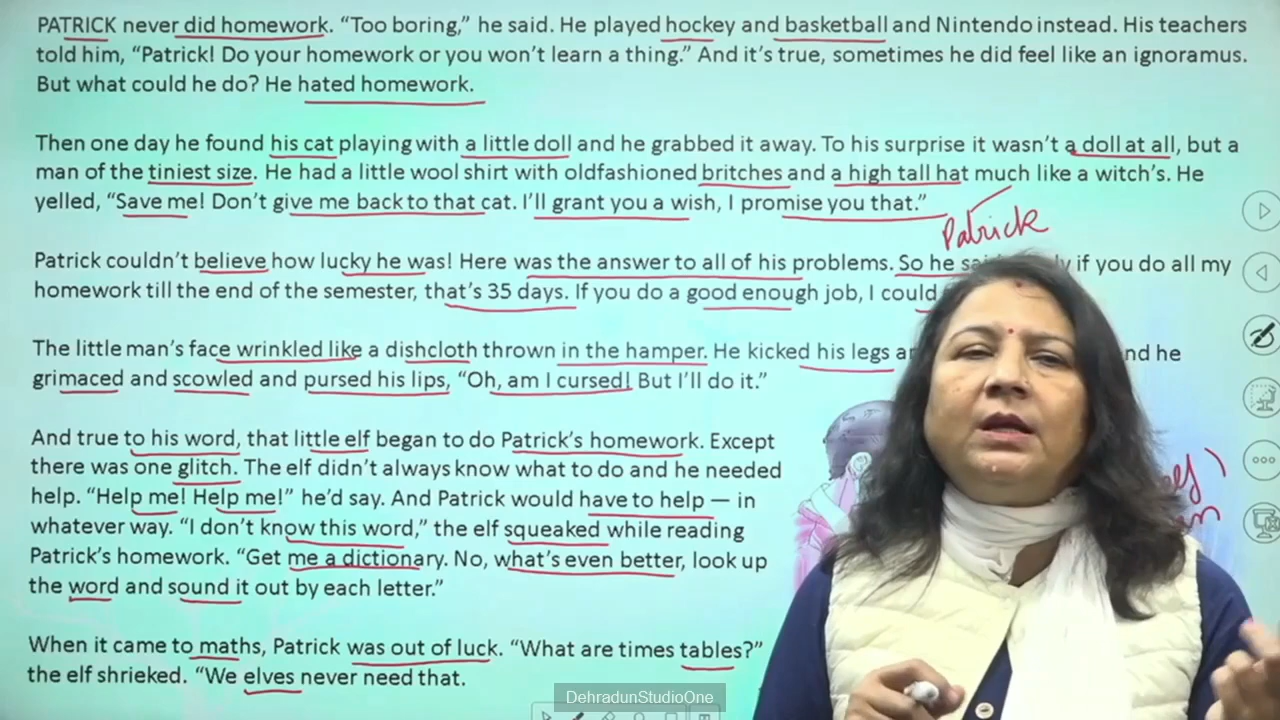 PATRICK never did homework. “Too boring,” he said. He played hockey and basketball and Nintendo instead. His teachers
told him, “Patrick! Do your homework or you won’t learn a thing.” And it’s true, sometimes he did feel like an ignoramus.
But what could he do? He hated homework.
Then one day he found his cat playing with a little doll and he grabbed it away. To his surprise it wasn’t a doll at all, but a
man of the tiniest size. He had a little wool shirt with oldfashioned britches and a high tall hat much like a witch’s. He
yelled, “Save me! Don’t give me back to that cat. I’ll grant you a wish, I promise you that.”
Patrick
Patrick couldn’t believe how lucky he was! Here was the answer to all of his problems. So he if you do all my
homework till the end of the semester, that’s 35 days. If you do a good enough job, I could
The little man’s face wrinkled like a dishcloth thrown in the hamper. He kicked his legs and he
grimaced and scowled and pursed his lips, “Oh, am I cursed! But I’ll do it.”
And true to his word, that little elf began to do Patrick’s homework. Except
there was one glitch. The elf didn’t always know what to do and he needed
help. “Help me! Help me!” he’d say. And Patrick would have to help — in
whatever way. “I don’t know this word,” the elf squeaked while reading
Patrick’s homework. “Get me a dictionary. No, what’s even better, look up
the word and sound it out by each letter.”
When it came to maths, Patrick was out of luck. “What are times tables?”
the elf shrieked. “We elves never need that.
DehradunStudioOne